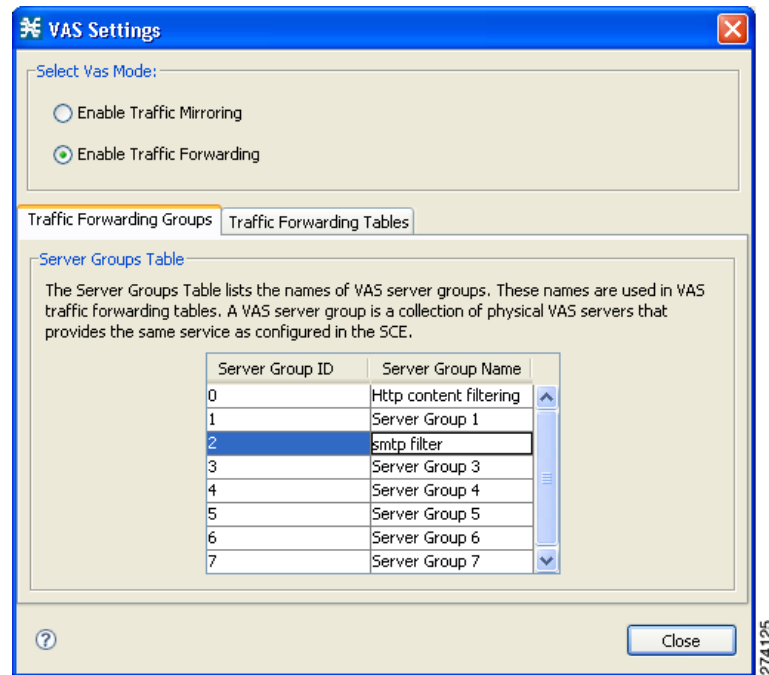 VAS Settings
Select Vas Mode:
Enable Traffic Mirroring
Enable Traffic Forwarding
Traffic Forwarding Groups Traffic Forwarding Tables
Server Groups Table
The Server Groups Table lists the names of VAS server groups. These names are used in VAS
traffic forwarding tables. A VAS server group is a collection of physical VAS servers that
provides the same service as configured in the SCE.
Server Group ID Server Group Name
0 Http content filtering
1 Server Group 1
2 smtp filter
3 Server Group 3
4 Server Group 4
5 Server Group 5
6 Server Group 6
7 Server Group 7
? Close
274125